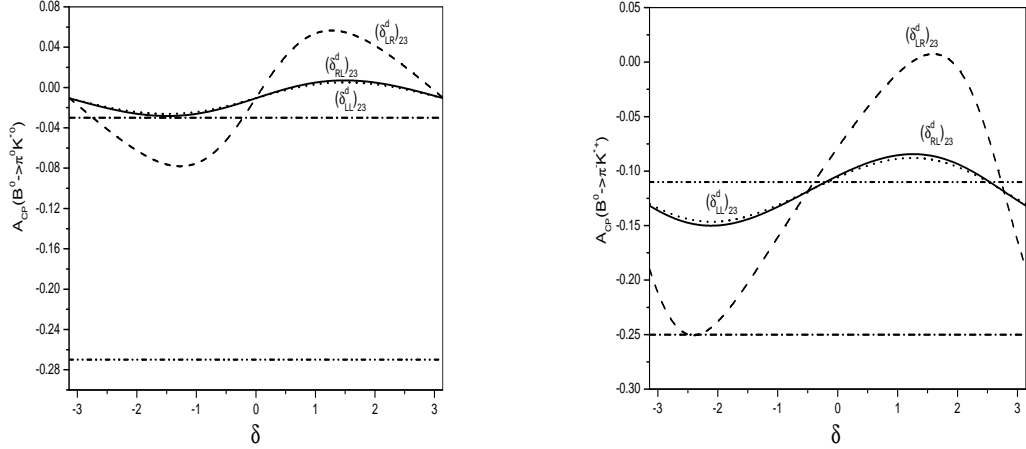 0.08
0.04
0.00
-0.04
-0.08
-0.12
-0.16
-0.20
-0.24
-0.28
A_CP(B^0->π^0K^*0)
(δ^d_LR)_23
(δ^d_RL)_23
(δ^d_LL)_23
-3 -2 -1 0 1 2 3
δ
0.05
0.00
-0.05
-0.10
-0.15
-0.20
-0.25
-0.30
A_CP(B^0->π^-K^*+)
(δ^d_LR)_23
(δ^d_RL)_23
(δ^d_LL)_23
-3 -2 -1 0 1 2 3
δ